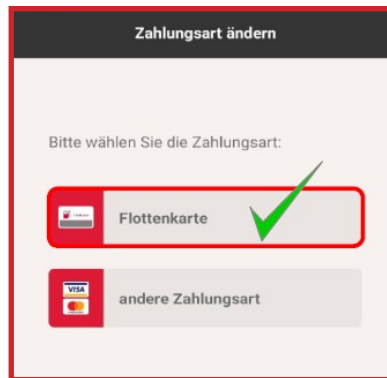 Zahlungsart ändern
Bitte wählen Sie die Zahlungsart:
Flottenkarte
VISA
andere Zahlungsart